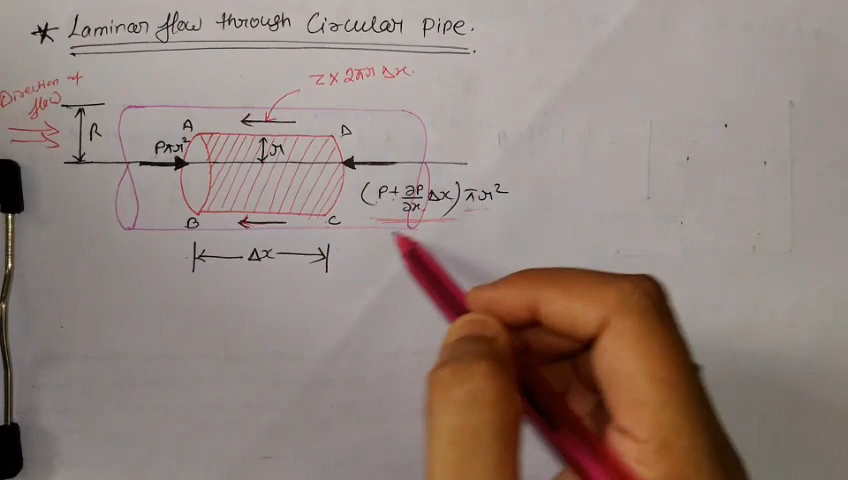 * Laminar flow through Circular Pipe.
Direction of flow
τ × 2πr Δx.
R
A
D
Pπr²
r
(P + ∂P/∂x Δx) πr²
B
C
Δx